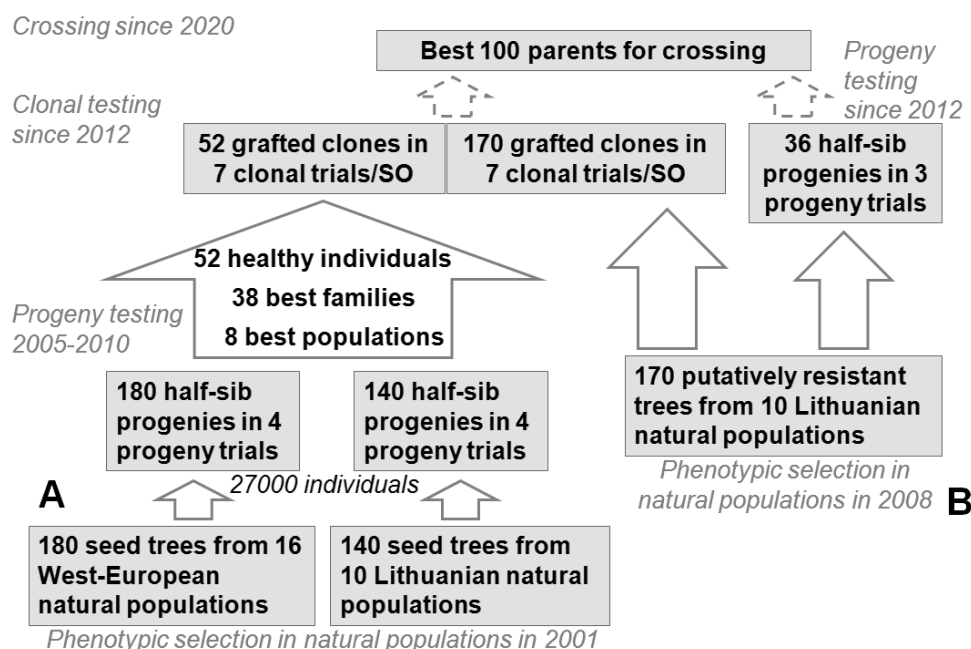 Crossing since 2020
Best 100 parents for crossing
Progeny
testing
since 2012
Clonal testing
since 2012
52 grafted clones in
7 clonal trials/SO
170 grafted clones in
7 clonal trials/SO
36 half-sib
progenies in 3
progeny trials
52 healthy individuals
38 best families
8 best populations
Progeny testing
2005-2010
180 half-sib
progenies in 4
progeny trials
140 half-sib
progenies in 4
progeny trials
170 putatively resistant
trees from 10 Lithuanian
natural populations
Phenotypic selection in
natural populations in 2008
B
A
27000 individuals
180 seed trees from 16
West-European
natural populations
140 seed trees from
10 Lithuanian natural
populations
Phenotypic selection in natural populations in 2001